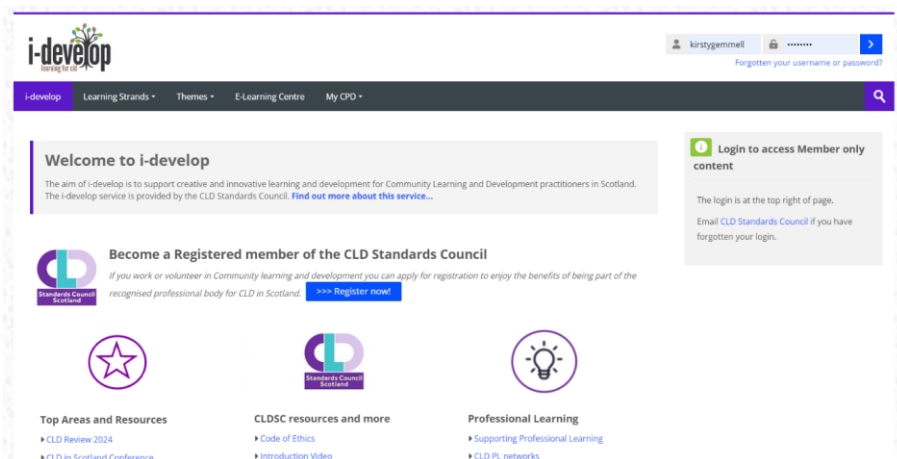 i-develop
learning for cld
kirstygemmell
••••••••
Forgotten your username or password?
i-develop Learning Strands Themes E-Learning Centre My CPD
Welcome to i-develop
The aim of i-develop is to support creative and innovative learning and development for Community Learning and Development practitioners in Scotland.
The i-develop service is provided by the CLD Standards Council. Find out more about this service...
Login to access Member only
content
The login is at the top right of page.
Email CLD Standards Council if you have
forgotten your login.
CLD
Standards Council
Scotland
Become a Registered member of the CLD Standards Council
If you work or volunteer in Community learning and development you can apply for registration to enjoy the benefits of being part of the
recognised professional body for CLD in Scotland. >>> Register now!
CLD
Standards Council
Scotland
Top Areas and Resources
CLD Review 2024
CLD in Scotland Conference
CLDSC resources and more
Code of Ethics
Introduction Video
Professional Learning
Supporting Professional Learning
CLD PL networks